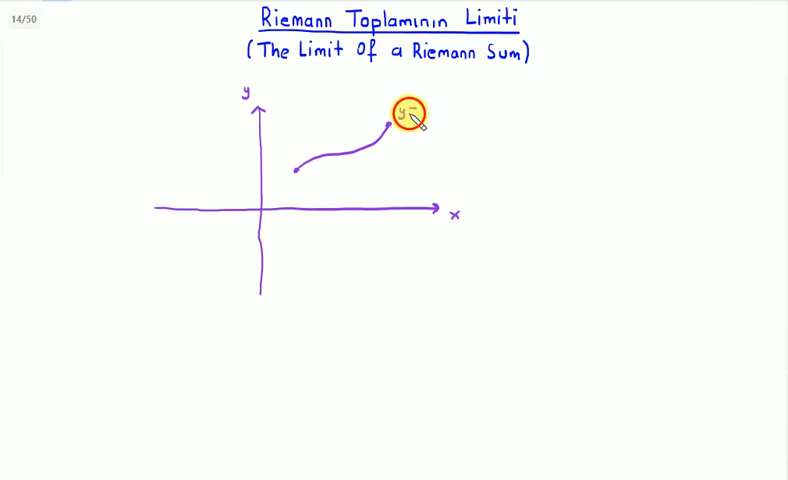 14/50
Riemann Toplamının Limiti
(The Limit Of a Riemann Sum)
y
y=
x